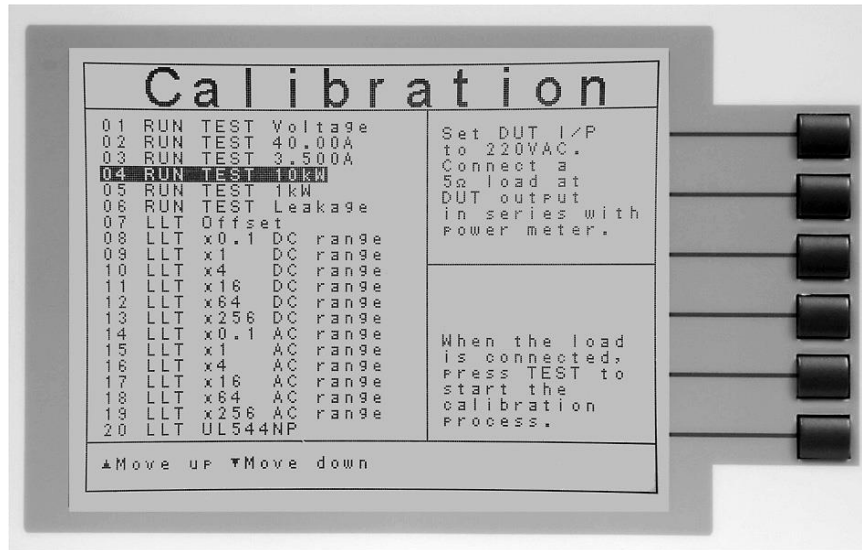 Calibration
01 RUN TEST Voltage
02 RUN TEST 40.00A
03 RUN TEST 3.500A
04 RUN TEST 10kW
05 RUN TEST 1kW
06 RUN TEST Leakage
07 LLT Offset
08 LLT x0.1 DC range
09 LLT x1 DC range
10 LLT x4 DC range
11 LLT x16 DC range
12 LLT x64 DC range
13 LLT x256 DC range
14 LLT x0.1 AC range
15 LLT x1 AC range
16 LLT x4 AC range
17 LLT x16 AC range
18 LLT x64 AC range
19 LLT x256 AC range
20 LLT UL544NP
Set DUT I/P
to 220VAC.
Connect a
5Ω load at
DUT output
in series with
power meter.
When the load
is connected,
press TEST to
start the
calibration
process.
▲Move up ▼Move down